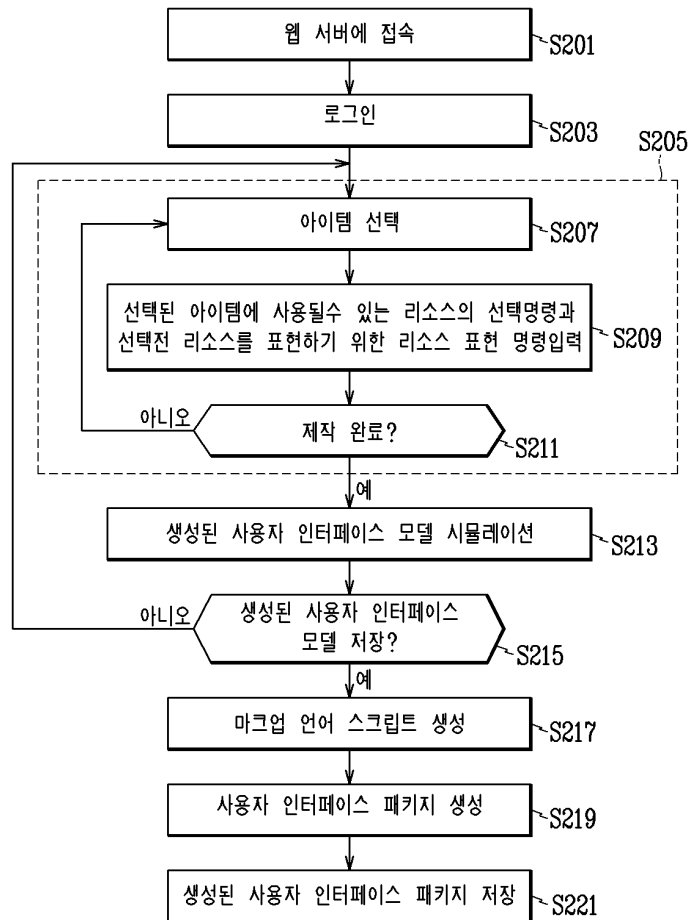 웹 서버에 접속
S201
로그인
S203
S205
아이템 선택
S207
선택된 아이템에 사용될수 있는 리소스의 선택명령과
선택전 리소스를 표현하기 위한 리소스 표현 명령입력
S209
아니오
제작 완료?
S211
예
생성된 사용자 인터페이스 모델 시뮬레이션
S213
아니오
생성된 사용자 인터페이스
모델 저장?
S215
예
마크업 언어 스크립트 생성
S217
사용자 인터페이스 패키지 생성
S219
생성된 사용자 인터페이스 패키지 저장
S221